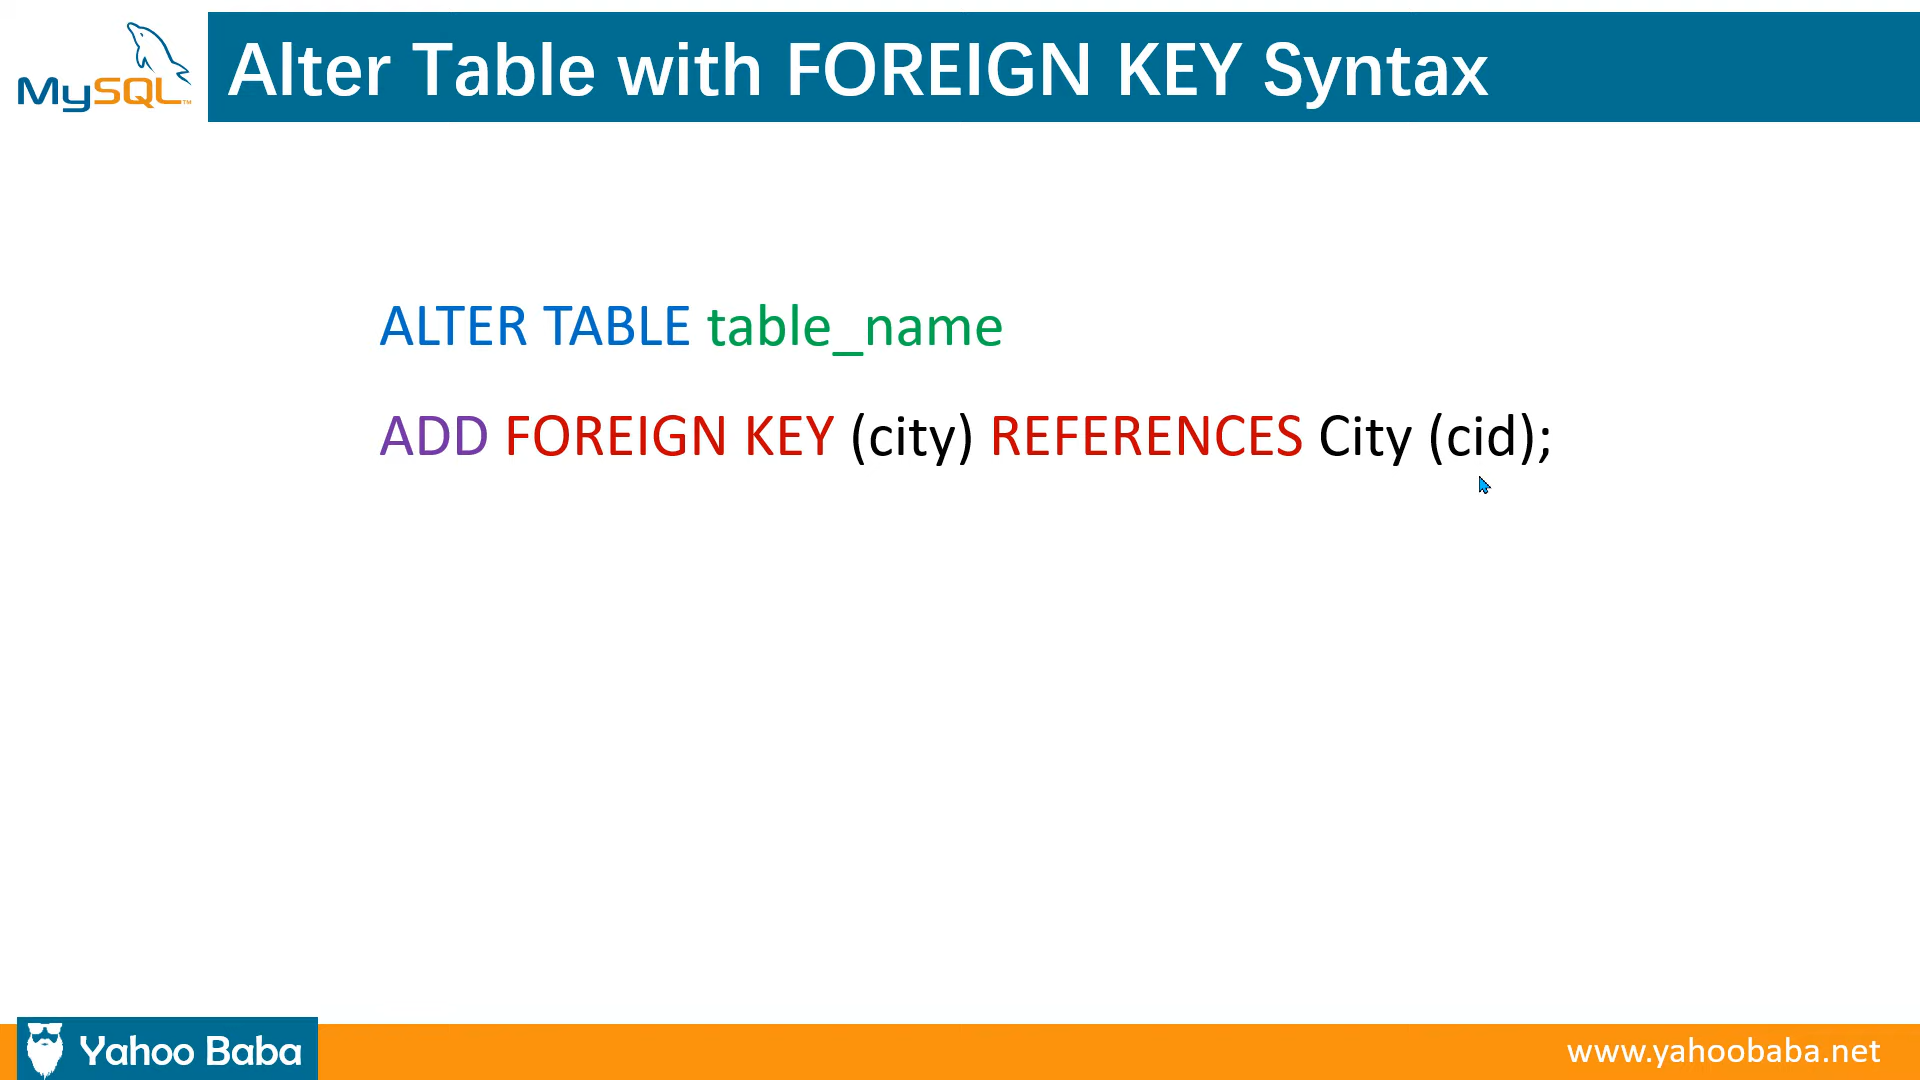 MySQL™
Alter Table with FOREIGN KEY Syntax
ALTER TABLE table_name
ADD FOREIGN KEY (city) REFERENCES City (cid);
Yahoo Baba
www.yahoobaba.net